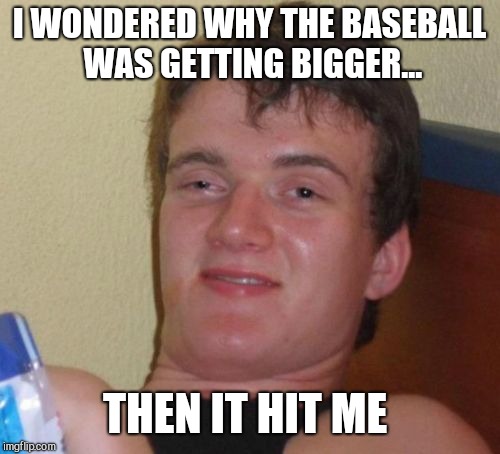 I WONDERED WHY THE BASEBALL
WAS GETTING BIGGER...
THEN IT HIT ME
imgflip.com